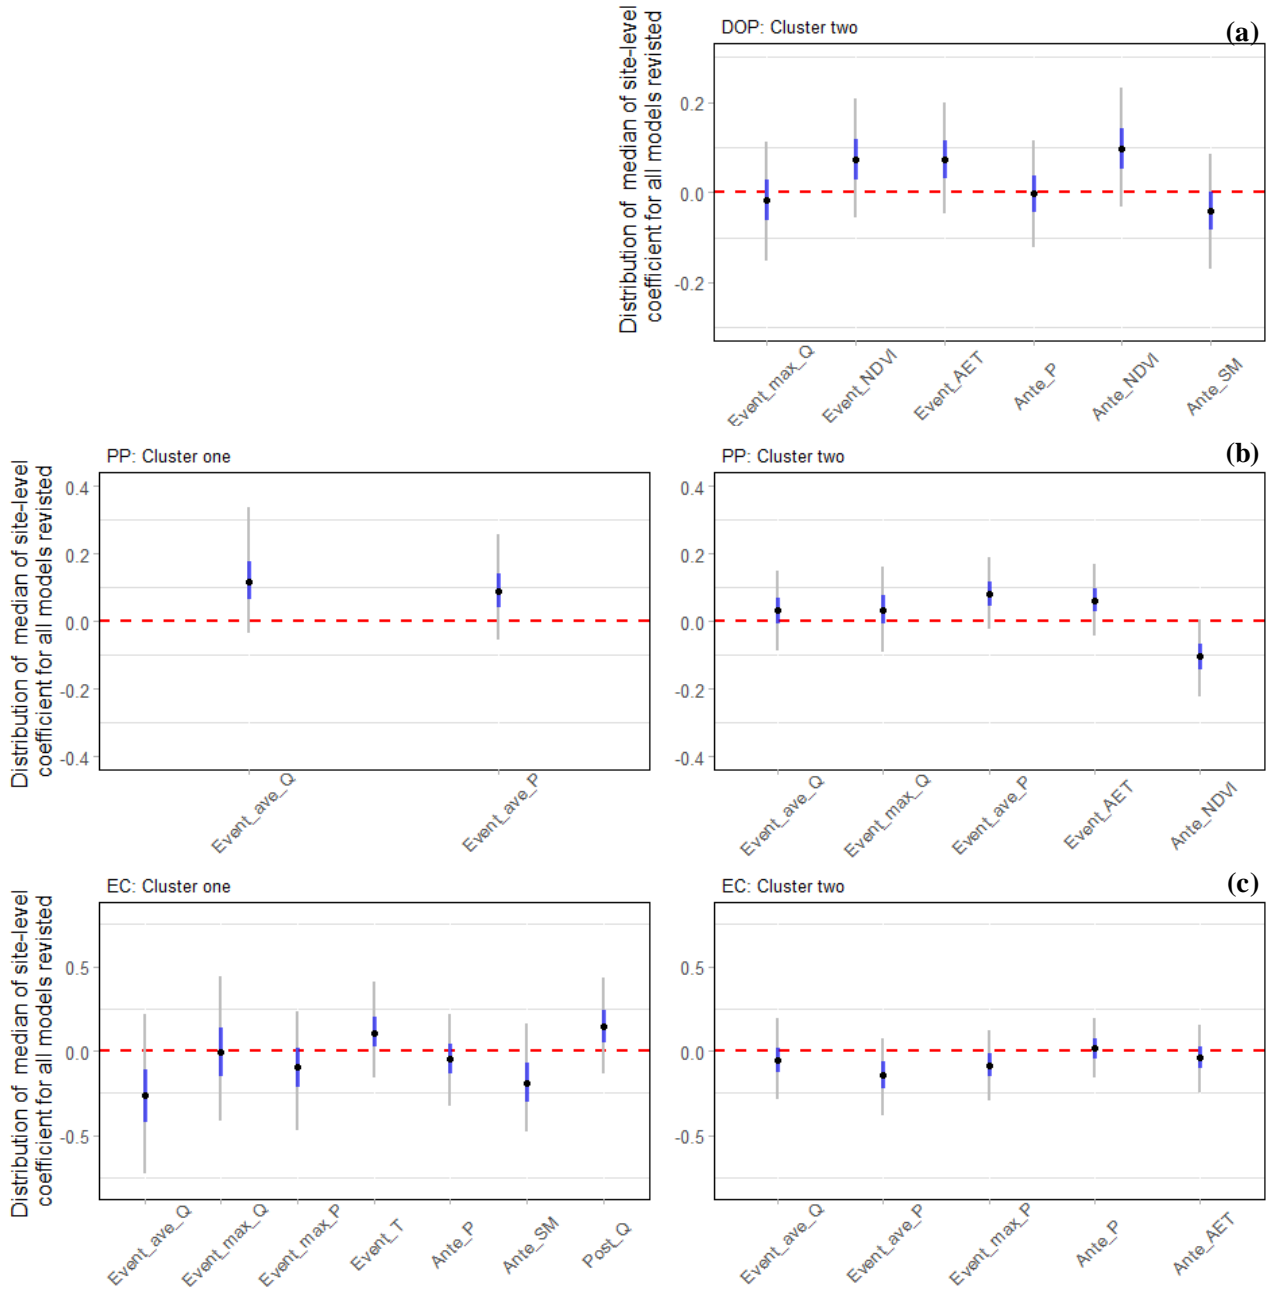 DOP: Cluster two
(a)
Distribution of median of site-level
coefficient for all models revisted
0.2
0.0
-0.2
Event_max_Q
Event_NDVI
Event_AET
Ante_P
Ante_NDVI
Ante_SM
PP: Cluster one
Distribution of median of site-level
coefficient for all models revisted
0.4
0.2
0.0
-0.2
-0.4
Event_ave_Q
Event_ave_P
PP: Cluster two
(b)
0.4
0.2
0.0
-0.2
-0.4
Event_ave_Q
Event_max_Q
Event_ave_P
Event_AET
Ante_NDVI
EC: Cluster one
Distribution of median of site-level
coefficient for all models revisted
0.5
0.0
-0.5
Event_ave_Q
Event_max_Q
Event_max_P
Event_T
Ante_P
Ante_SM
Post_Q
EC: Cluster two
(c)
0.5
0.0
-0.5
Event_ave_Q
Event_ave_P
Event_max_P
Ante_P
Ante_AET